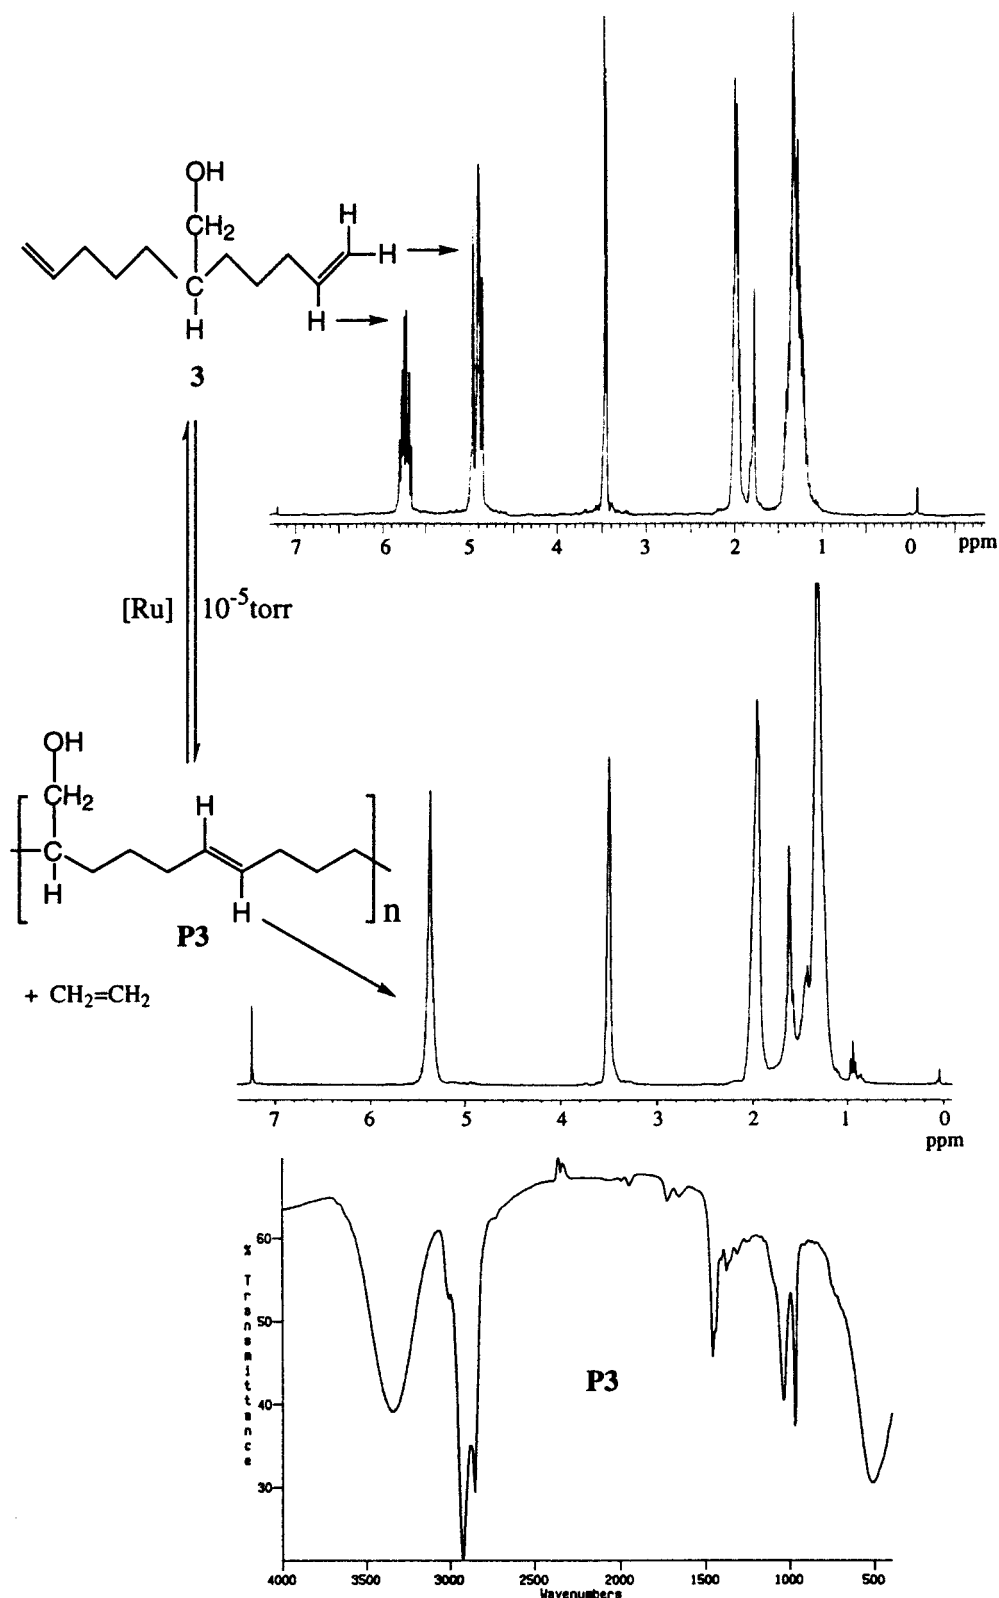 OH
CH₂
H
H
C
H
H
3
7 6 5 4 3 2 1 0 ppm
[Ru] 10⁻⁵torr
OH
CH₂
H
C
H
H
n
P3
+ CH₂=CH₂
7 6 5 4 3 2 1 0
ppm
% Transmittance
60
50
40
30
P3
4000 3500 3000 2500 2000 1500 1000 500
Wavenumbers